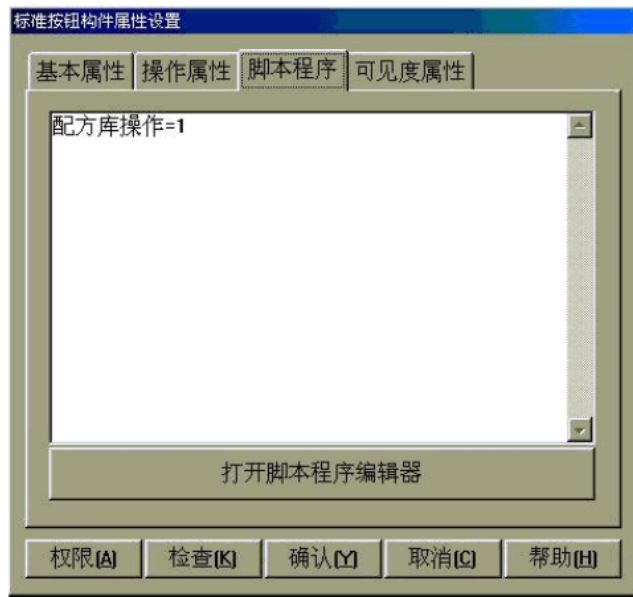 标准按钮构件属性设置
基本属性 操作属性 脚本程序 可见度属性
配方库操作=1
打开脚本程序编辑器
权限(A) 检查(K) 确认(Y) 取消(C) 帮助(H)